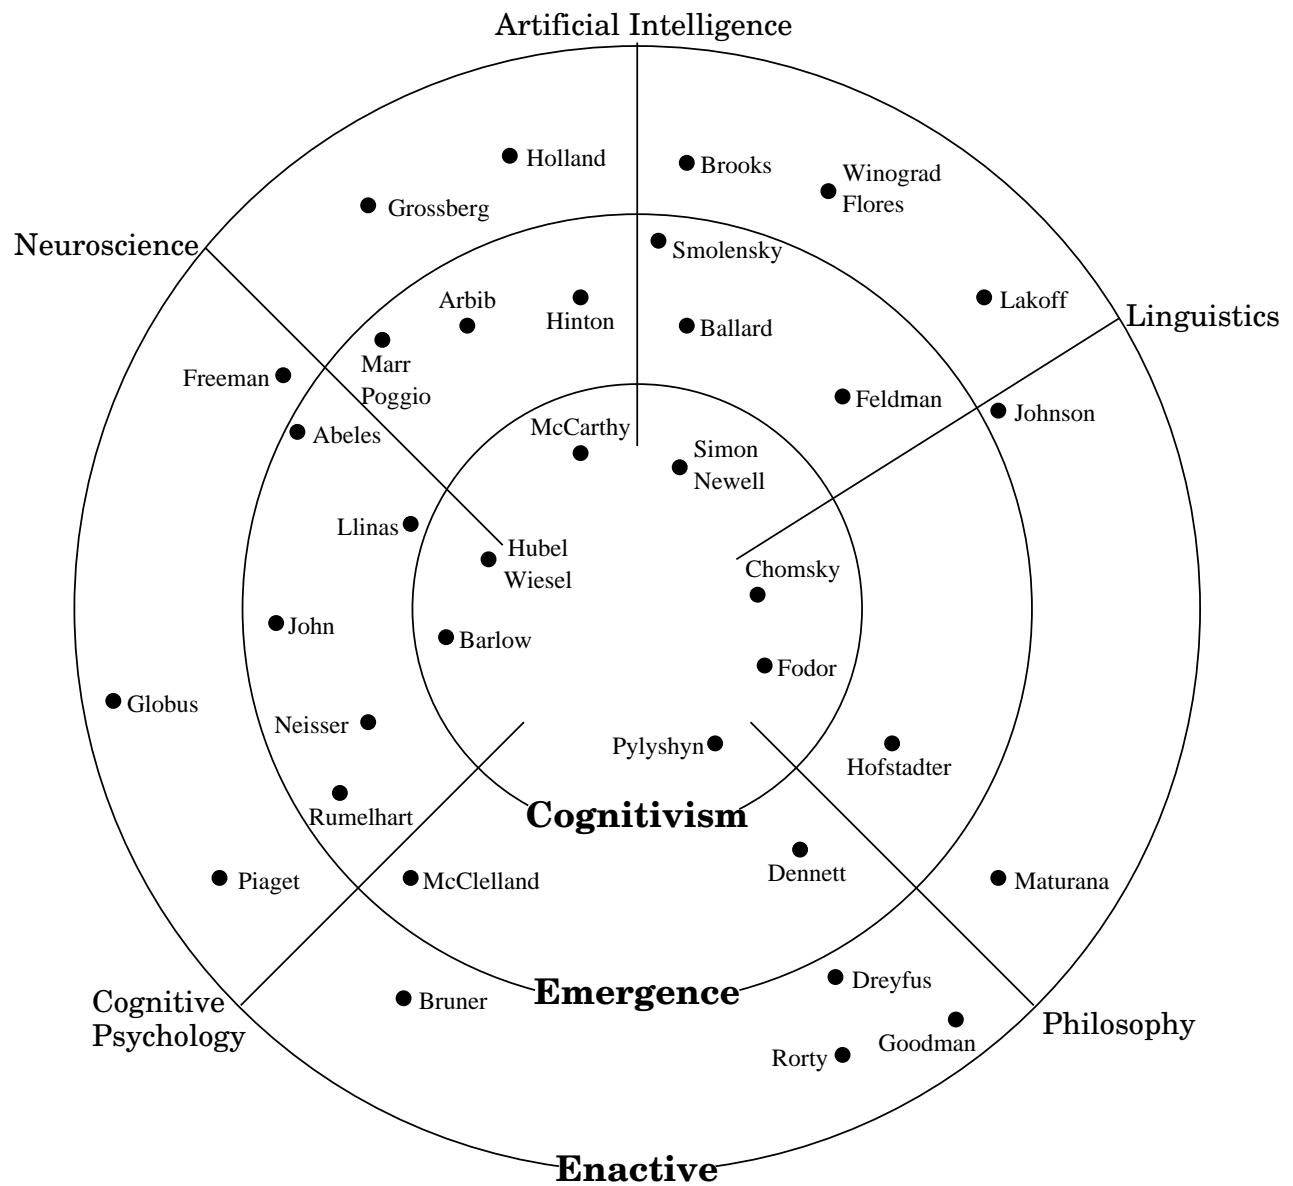 Artificial Intelligence
Holland
Brooks
Winograd
Flores
Grossberg
Neuroscience
Smolensky
Arbib
Hinton
Lakoff
Linguistics
Ballard
Marr
Poggio
Freeman
Feldman
Johnson
Abeles
McCarthy
Simon
Newell
Llinas
Hubel
Wiesel
Chomsky
John
Barlow
Fodor
Globus
Neisser
Pylyshyn
Hofstadter
Rumelhart
Cognitivism
Dennett
Piaget
McClelland
Maturana
Cognitive
Psychology
Bruner
Emergence
Dreyfus
Goodman
Philosophy
Rorty
Enactive